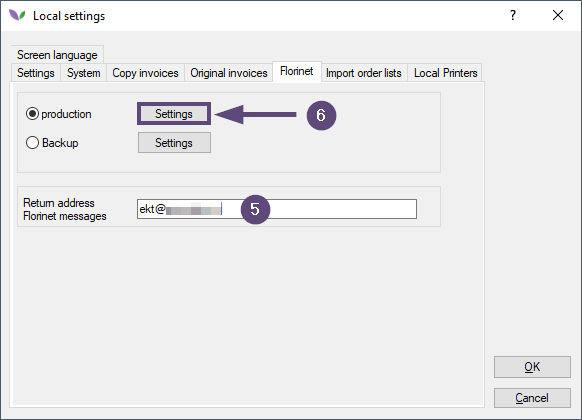 Local settings
?
Screen language
Settings System Copy invoices Original invoices Florinet Import order lists Local Printers
production Settings 6
Backup Settings
Return address
Florinet messages
ekt@ 5
OK
Cancel